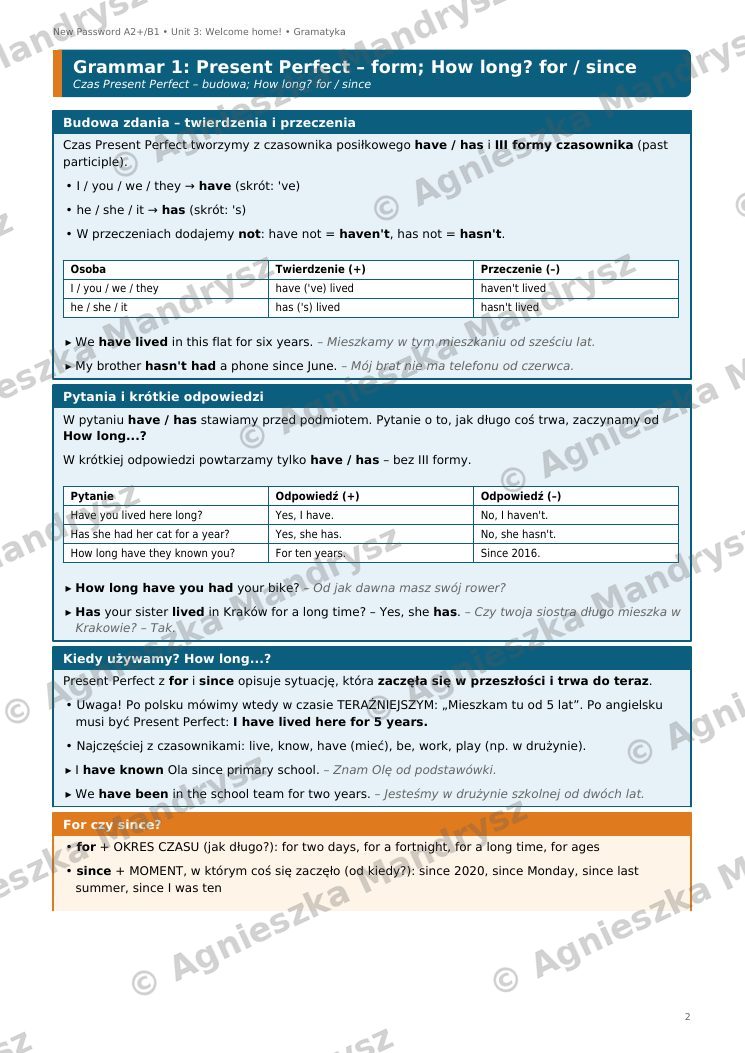 New Password A2+/B1 • Unit 3: Welcome home! • Gramatyka
Grammar 1: Present Perfect – form; How long? for / since
Czas Present Perfect – budowa; How long? for / since
Budowa zdania – twierdzenia i przeczenia
Czas Present Perfect tworzymy z czasownika posiłkowego have / has i III formy czasownika (past
participle):
• I / you / we / they → have (skrót: 've)
• he / she / it → has (skrót: 's)
• W przeczeniach dodajemy not: have not = haven't, has not = hasn't.
Osoba Twierdzenie (+) Przeczenie (–)
I / you / we / they have ('ve) lived haven't lived
he / she / it has ('s) lived hasn't lived
▸ We have lived in this flat for six years. – Mieszkamy w tym mieszkaniu od sześciu lat.
▸ My brother hasn't had a phone since June. – Mój brat nie ma telefonu od czerwca.
Pytania i krótkie odpowiedzi
W pytaniu have / has stawiamy przed podmiotem. Pytanie o to, jak długo coś trwa, zaczynamy od
How long...?
W krótkiej odpowiedzi powtarzamy tylko have / has – bez III formy.
Pytanie Odpowiedź (+) Odpowiedź (–)
Have you lived here long? Yes, I have. No, I haven't.
Has she had her cat for a year? Yes, she has. No, she hasn't.
How long have they known you? For ten years. Since 2016.
▸ How long have you had your bike? – Od jak dawna masz swój rower?
▸ Has your sister lived in Kraków for a long time? – Yes, she has. – Czy twoja siostra długo mieszka w
Krakowie? – Tak.
Kiedy używamy? How long...?
Present Perfect z for i since opisuje sytuację, która zaczęła się w przeszłości i trwa do teraz.
• Uwaga! Po polsku mówimy wtedy w czasie TERAŹNIEJSZYM: „Mieszkam tu od 5 lat”. Po angielsku
musi być Present Perfect: I have lived here for 5 years.
• Najczęściej z czasownikami: live, know, have (mieć), be, work, play (np. w drużynie).
▸ I have known Ola since primary school. – Znam Olę od podstawówki.
▸ We have been in the school team for two years. – Jesteśmy w drużynie szkolnej od dwóch lat.
For czy since?
• for + OKRES CZASU (jak długo?): for two days, for a fortnight, for a long time, for ages
• since + MOMENT, w którym coś się zaczęło (od kiedy?): since 2020, since Monday, since last
summer, since I was ten
© Agnieszka Mandrysz
2